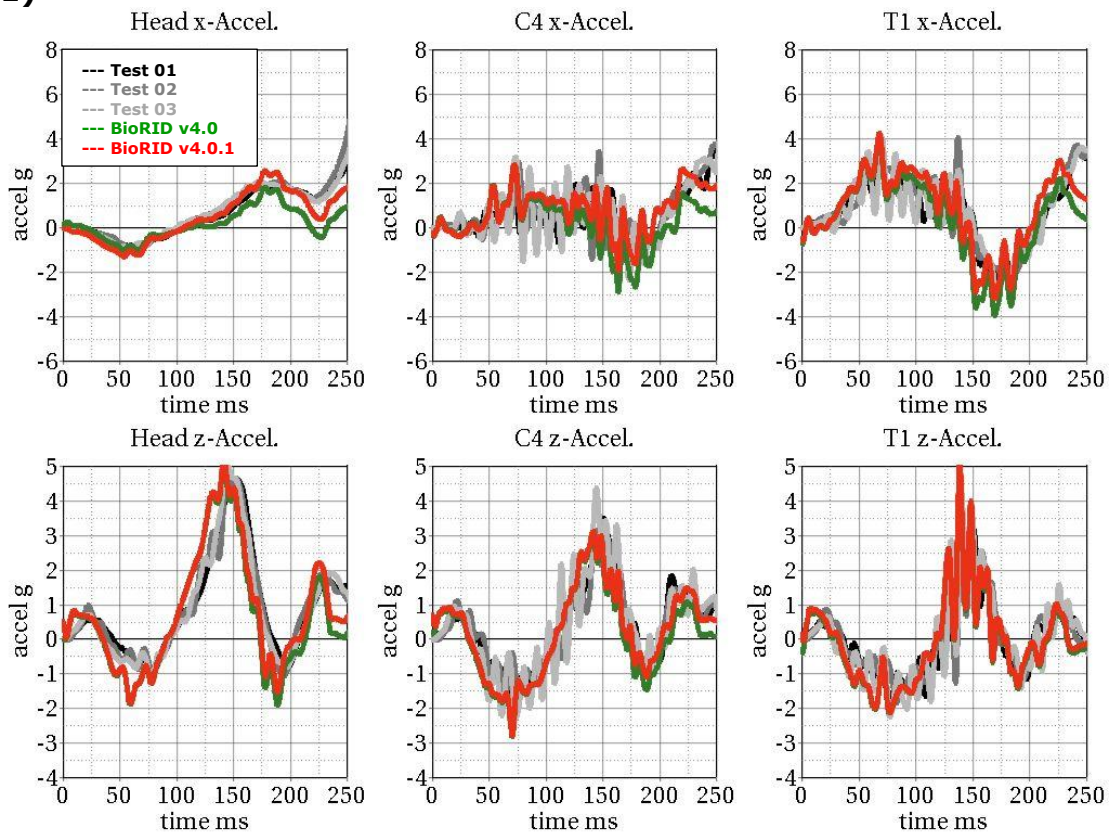 Head x-Accel.
C4 x-Accel.
T1 x-Accel.
8
6
4
2
0
-2
-4
-6
accel g
--- Test 01
--- Test 02
--- Test 03
--- BioRID v4.0
--- BioRID v4.0.1
0 50 100 150 200 250
time ms
8
6
4
2
0
-2
-4
-6
accel g
0 50 100 150 200 250
time ms
8
6
4
2
0
-2
-4
-6
accel g
0 50 100 150 200 250
time ms
Head z-Accel.
C4 z-Accel.
T1 z-Accel.
5
4
3
2
1
0
-1
-2
-3
-4
accel g
0 50 100 150 200 250
time ms
5
4
3
2
1
0
-1
-2
-3
-4
accel g
0 50 100 150 200 250
time ms
5
4
3
2
1
0
-1
-2
-3
-4
accel g
0 50 100 150 200 250
time ms